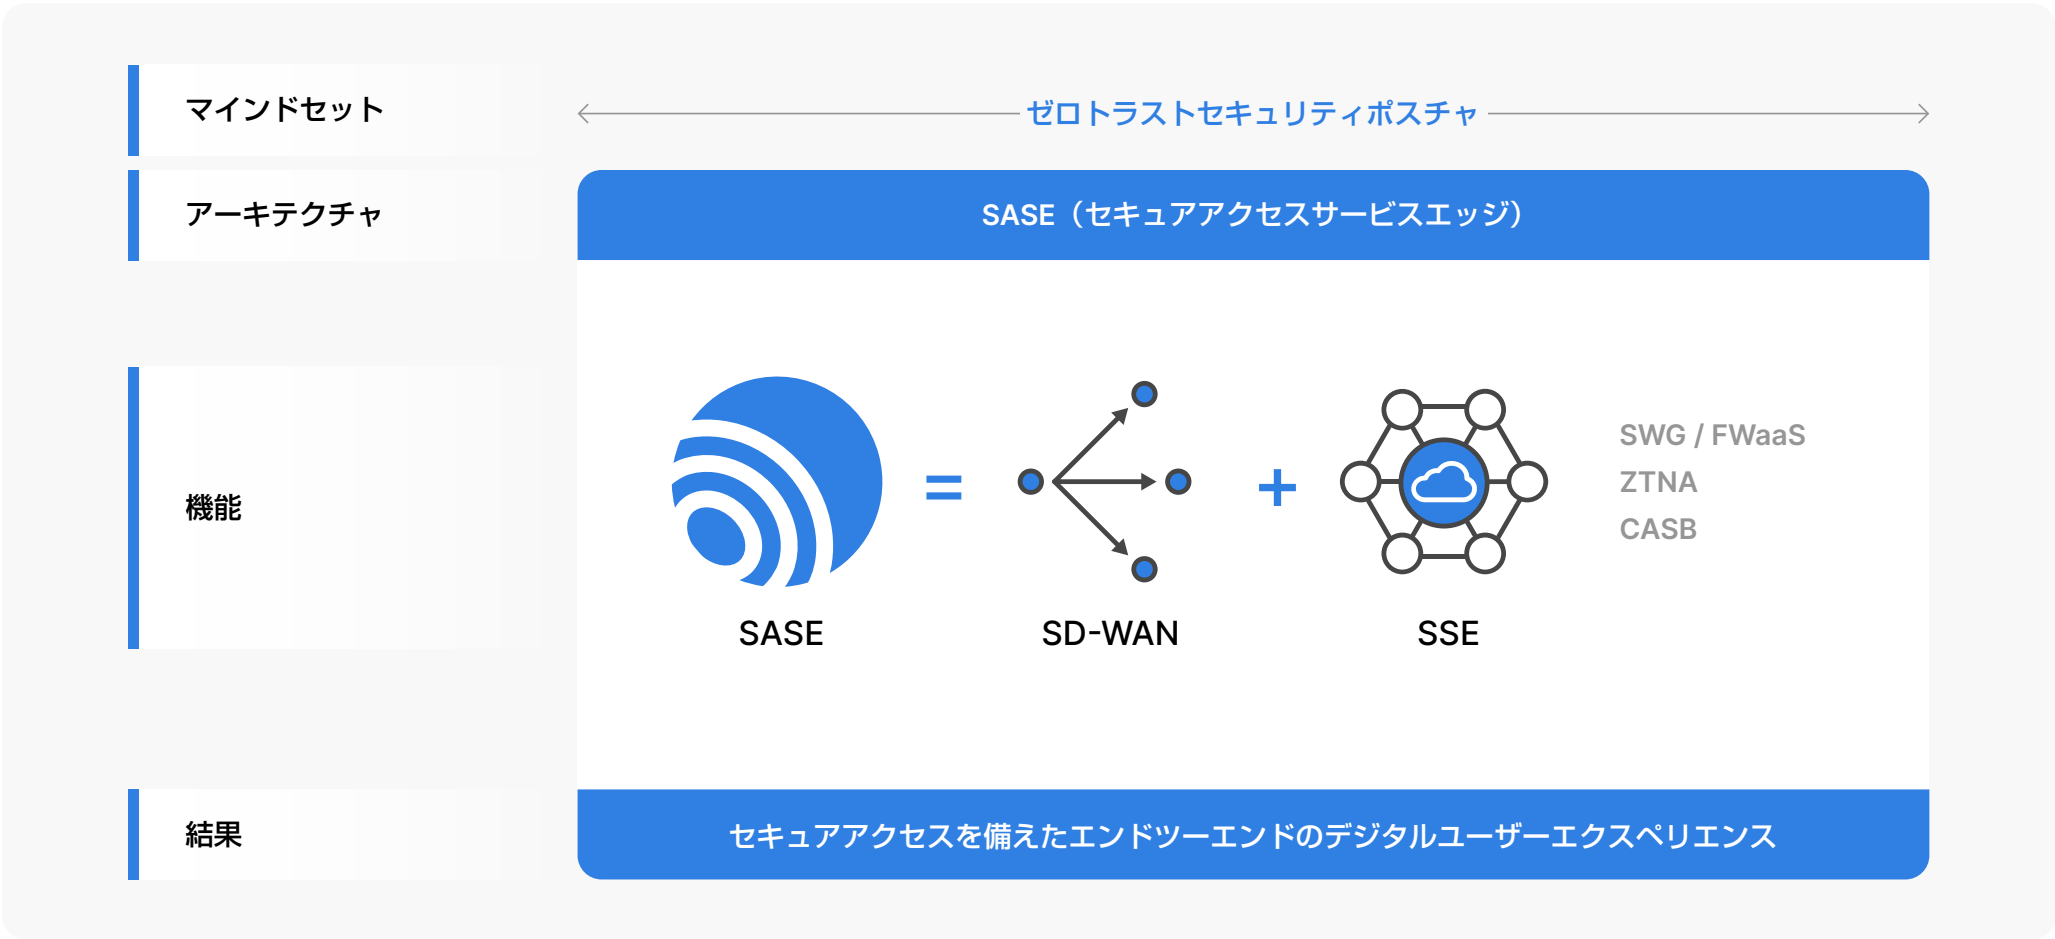 マインドセット
ゼロトラストセキュリティポスチャ
アーキテクチャ
SASE（セキュアアクセスサービスエッジ）
機能
SASE
=
SD-WAN
+
SSE
SWG / FWaaS
ZTNA
CASB
結果
セキュアアクセスを備えたエンドツーエンドのデジタルユーザーエクスペリエンス